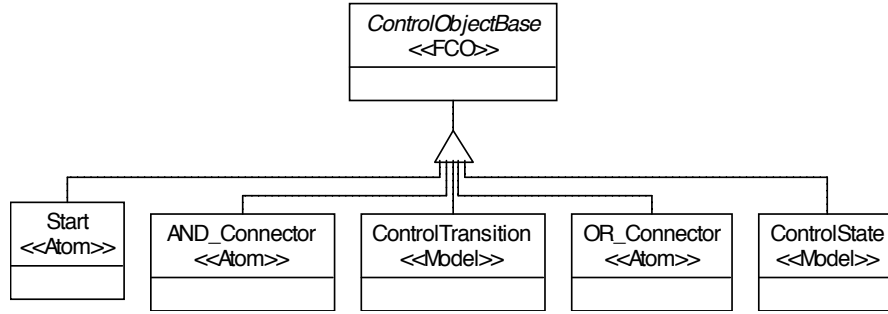 ControlObjectBase
<<FCO>>
Start
<<Atom>>
AND_Connector
<<Atom>>
ControlTransition
<<Model>>
OR_Connector
<<Atom>>
ControlState
<<Model>>